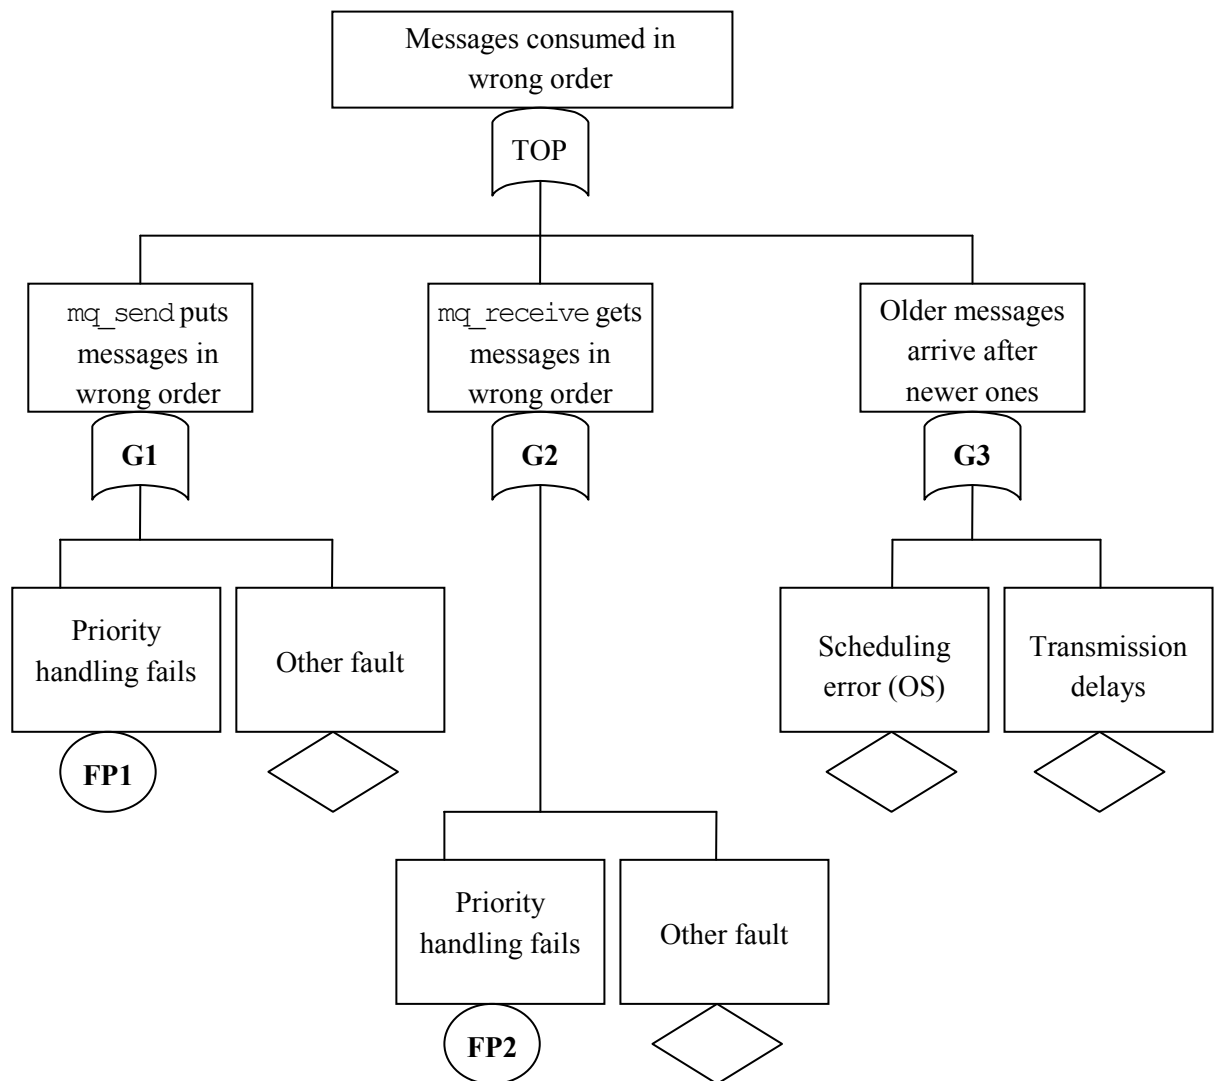 Messages consumed in
wrong order
TOP
mq_send puts
messages in
wrong order
G1
mq_receive gets
messages in
wrong order
G2
Older messages
arrive after
newer ones
G3
Priority
handling fails
FP1
Other fault
Scheduling
error (OS)
Transmission
delays
Priority
handling fails
FP2
Other fault